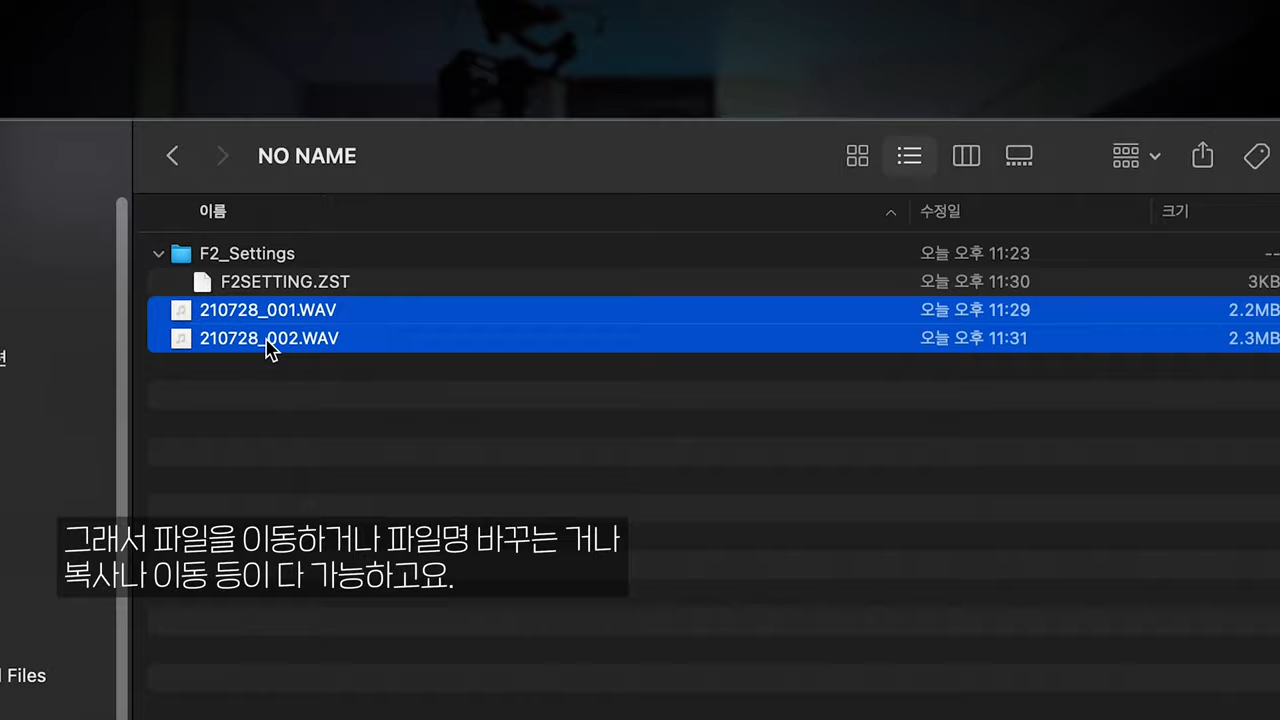 NO NAME
이름
수정일
크기
F2_Settings
오늘 오후 11:23
--
F2SETTING.ZST
오늘 오후 11:30
3KB
210728_001.WAV
오늘 오후 11:29
2.2MB
210728_002.WAV
오늘 오후 11:31
2.3MB
그래서 파일을 이동하거나 파일명 바꾸는 거나
복사나 이동 등이 다 가능하고요.
Files